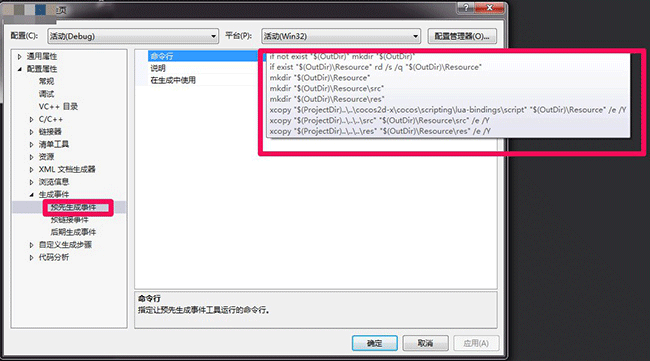 页
配置(C): 活动(Debug) 平台(P): 活动(Win32) 配置管理器(O)...
通用属性
配置属性
常规
调试
VC++ 目录
C/C++
链接器
清单工具
资源
XML 文档生成器
浏览信息
生成事件
预先生成事件
预链接事件
后期生成事件
自定义生成步骤
代码分析
命令行
说明
在生成中使用
if not exist "$(OutDir)" mkdir "$(OutDir)"
if exist "$(OutDir)\Resource" rd /s /q "$(OutDir)\Resource"
mkdir "$(OutDir)\Resource"
mkdir "$(OutDir)\Resource\src"
mkdir "$(OutDir)\Resource\res"
xcopy "$(ProjectDir)..\..\cocos2d-x\cocos\scripting\lua-bindings\script" "$(OutDir)\Resource" /e /Y
xcopy "$(ProjectDir)..\..\..\src" "$(OutDir)\Resource\src" /e /Y
xcopy "$(ProjectDir)..\..\..\res" "$(OutDir)\Resource\res" /e /Y
命令行
指定让预先生成事件工具运行的命令行。
确定 取消 应用(A)